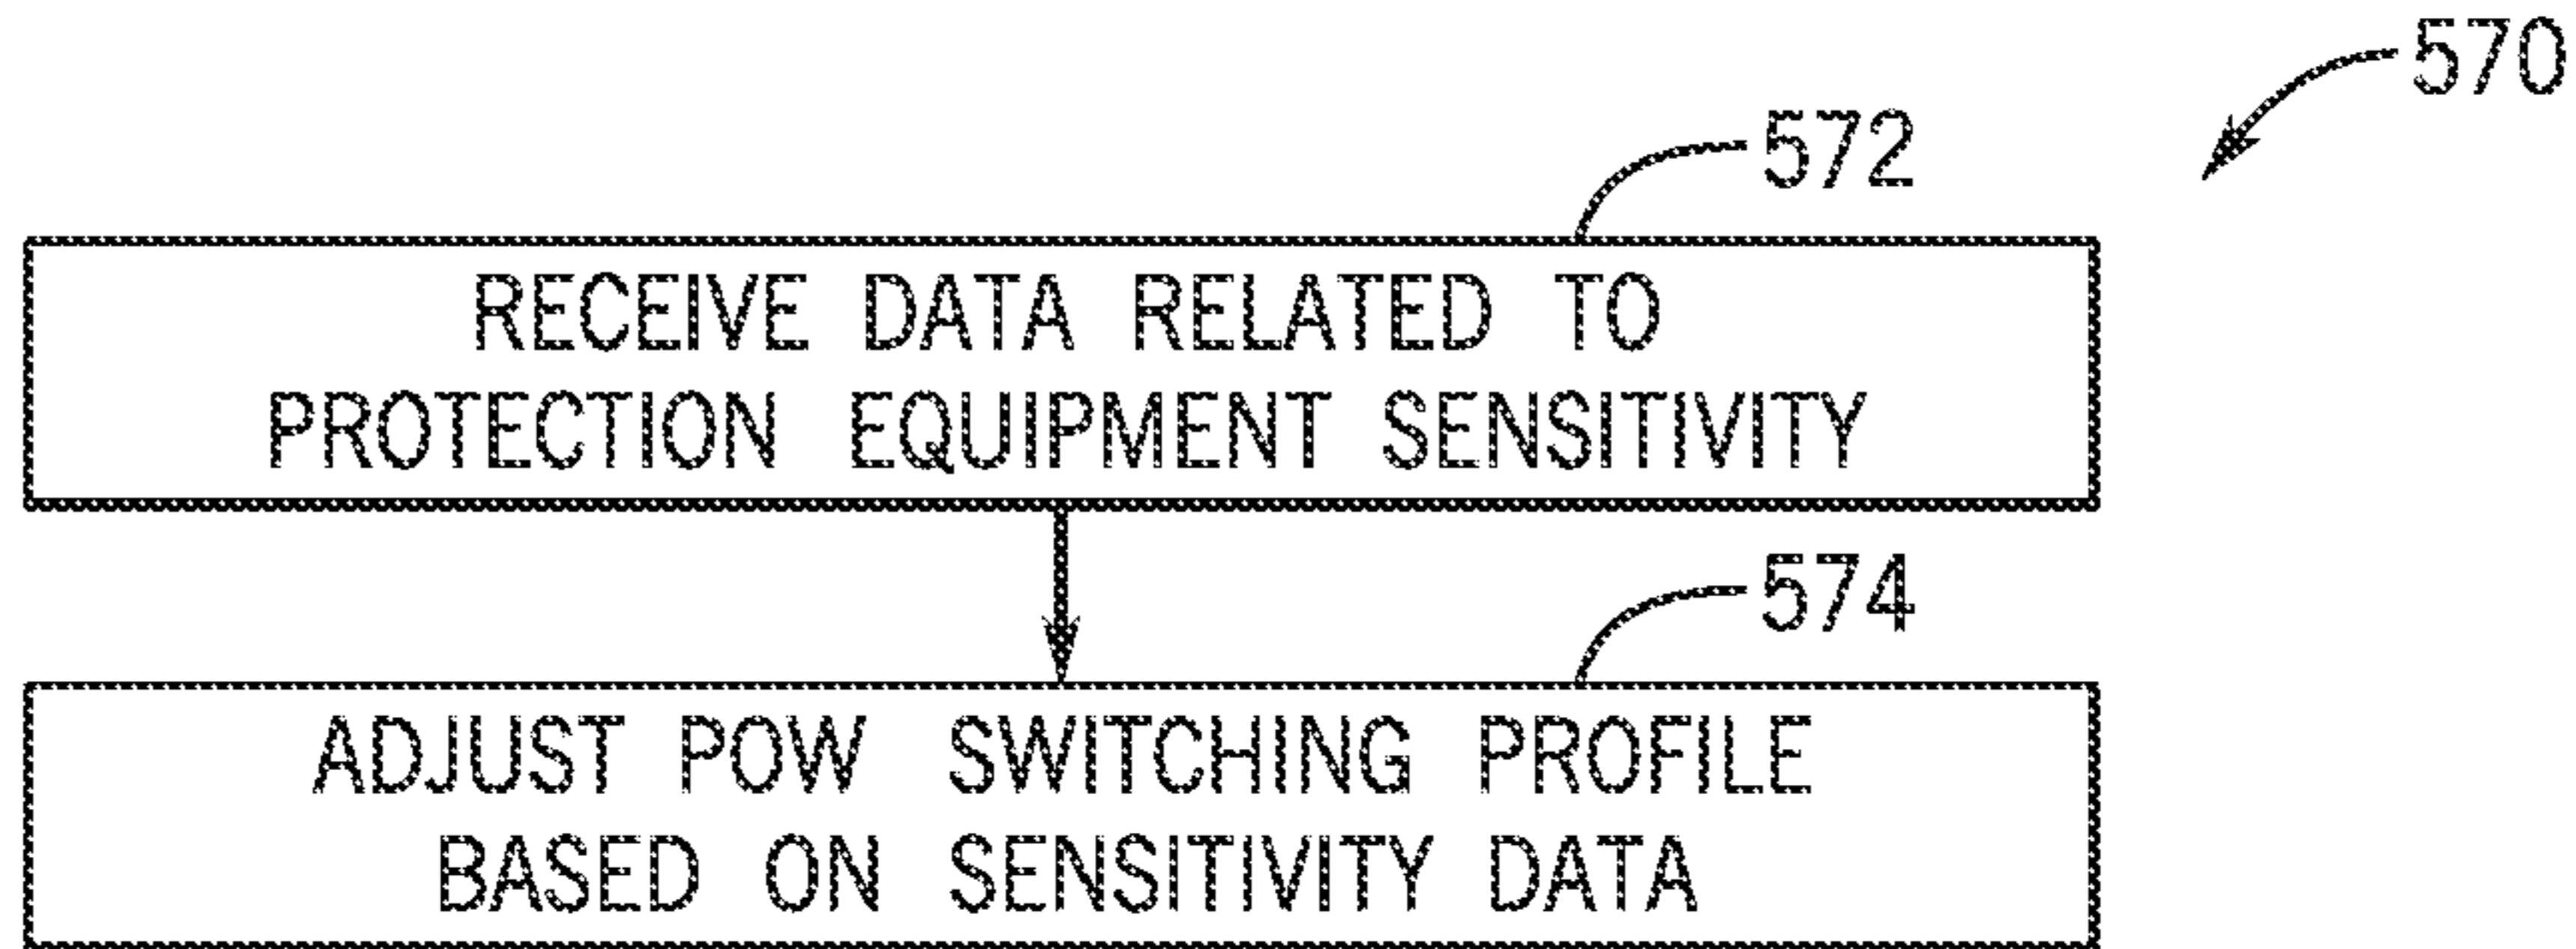 570
572
RECEIVE DATA RELATED TO
PROTECTION EQUIPMENT SENSITIVITY
574
ADJUST POW SWITCHING PROFILE
BASED ON SENSITIVITY DATA